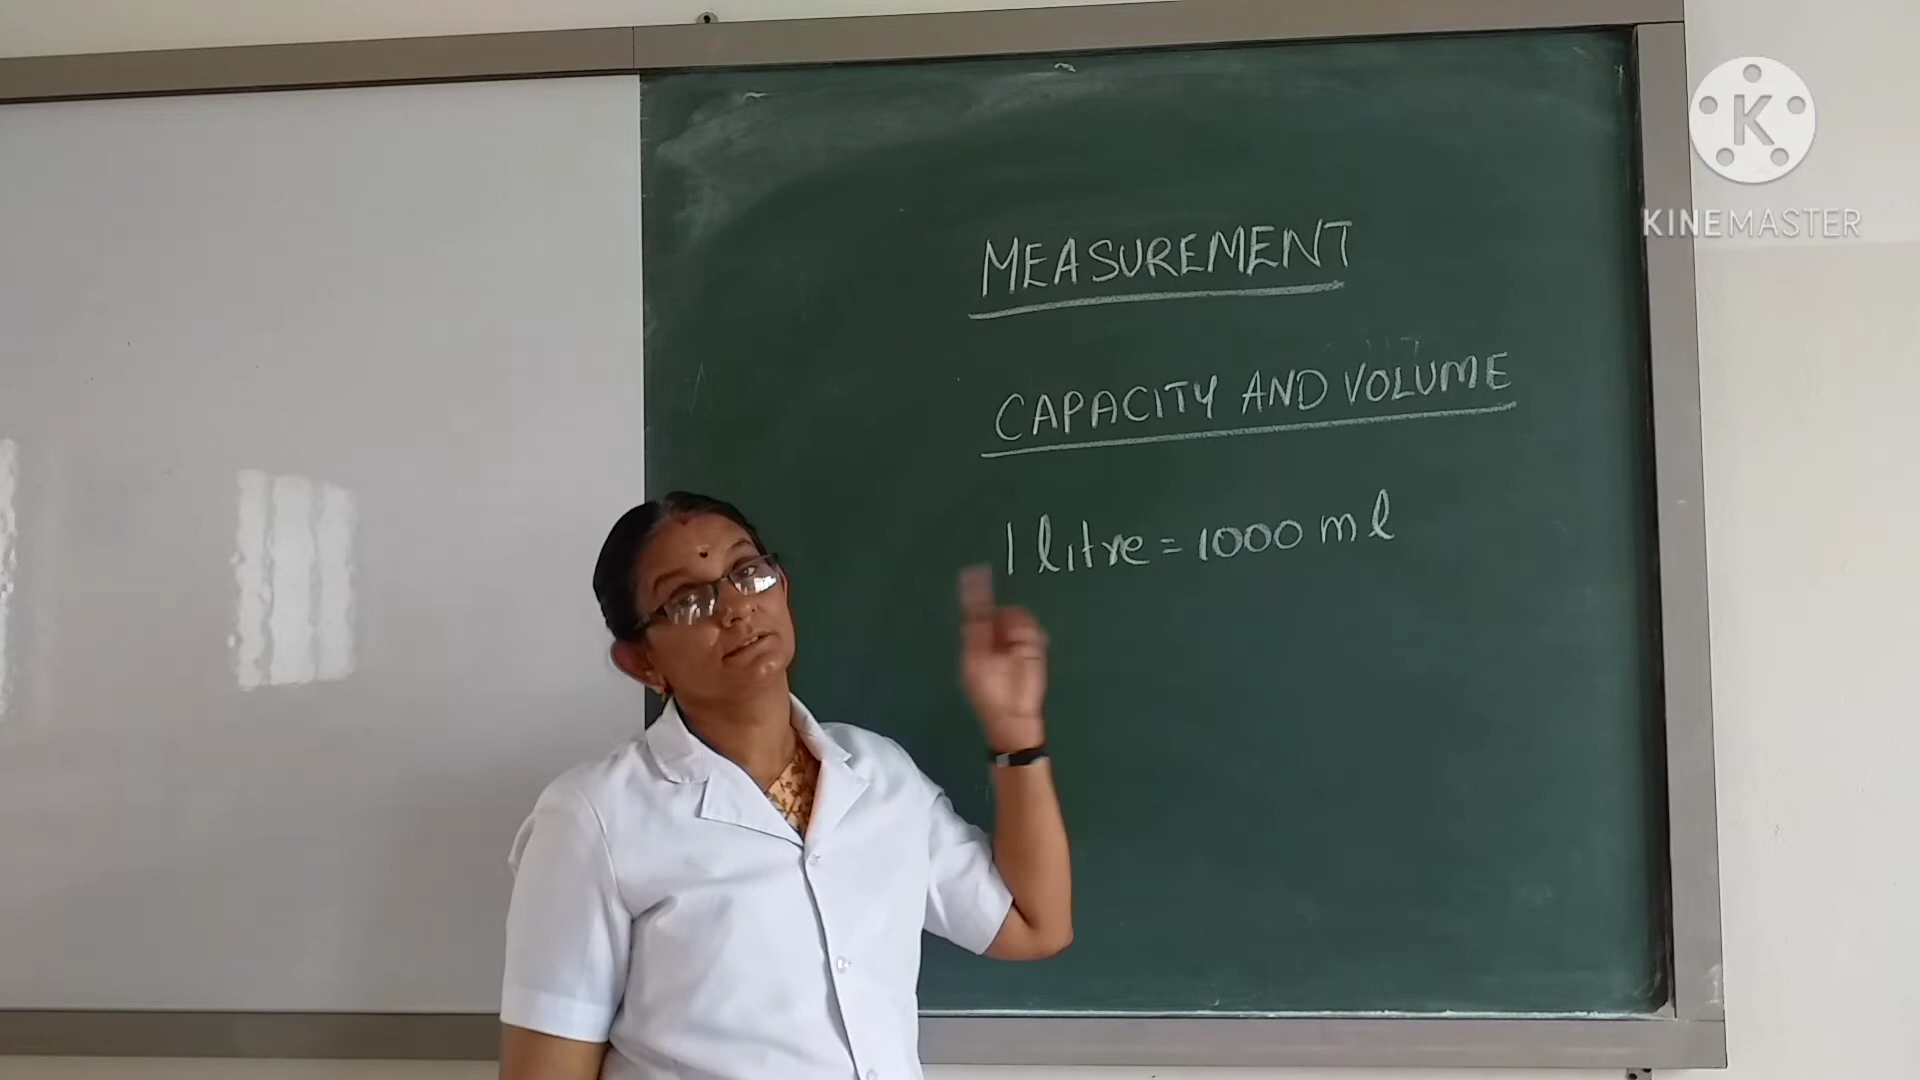 MEASUREMENT
CAPACITY AND VOLUME
1 litre = 1000 ml
K
KINEMASTER